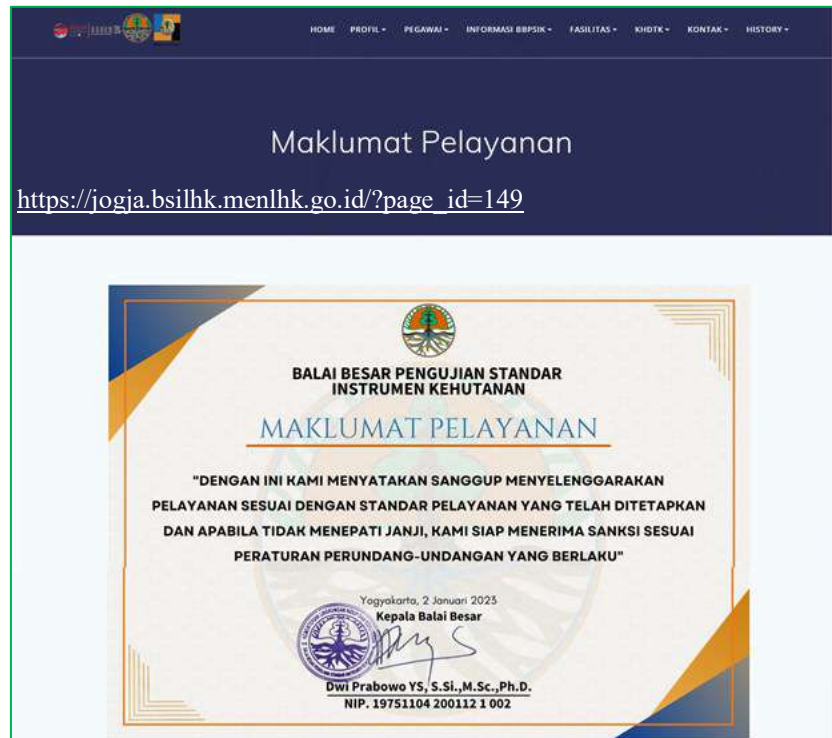 HOME PROFIL PEGAWAI INFORMASI BBPSIK FASILITAS KHDTK KONTAK HISTORY
Maklumat Pelayanan
https://jogja.bsilhk.menlhk.go.id/?page_id=149
BALAI BESAR PENGUJIAN STANDAR
INSTRUMEN KEHUTANAN
MAKLUMAT PELAYANAN
"DENGAN INI KAMI MENYATAKAN SANGGUP MENYELENGGARAKAN
PELAYANAN SESUAI DENGAN STANDAR PELAYANAN YANG TELAH DITETAPKAN
DAN APABILA TIDAK MENEPATI JANJI, KAMI SIAP MENERIMA SANKSI SESUAI
PERATURAN PERUNDANG-UNDANGAN YANG BERLAKU"
Yogyakarta, 2 Januari 2023
Kepala Balai Besar
Dwi Prabowo YS, S.Si.,M.Sc.,Ph.D.
NIP. 19751104 200112 1 002